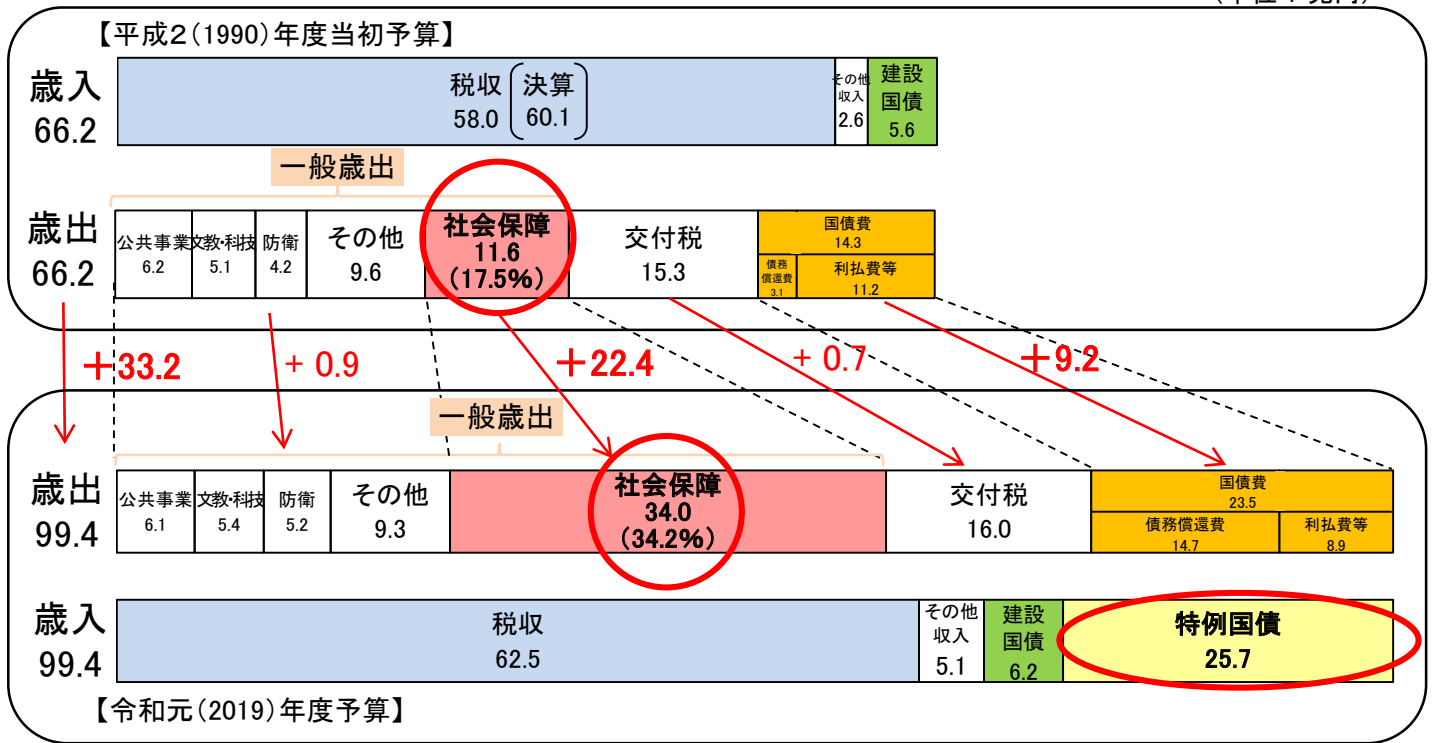 【平成2(1990)年度当初予算】
歳入
66.2
税収
58.0
決算
60.1
その他
収入
2.6
建設
国債
5.6
一般歳出
歳出
66.2
公共事業
6.2
文教・科技
5.1
防衛
4.2
その他
9.6
社会保障
11.6
(17.5%)
交付税
15.3
国債費
14.3
債務
償還費
3.1
利払費等
11.2
+33.2
+ 0.9
+22.4
+ 0.7
+9.2
一般歳出
歳出
99.4
公共事業
6.1
文教・科技
5.4
防衛
5.2
その他
9.3
社会保障
34.0
(34.2%)
交付税
16.0
国債費
23.5
債務償還費
14.7
利払費等
8.9
歳入
99.4
税収
62.5
その他
収入
5.1
建設
国債
6.2
特例国債
25.7
【令和元(2019)年度予算】